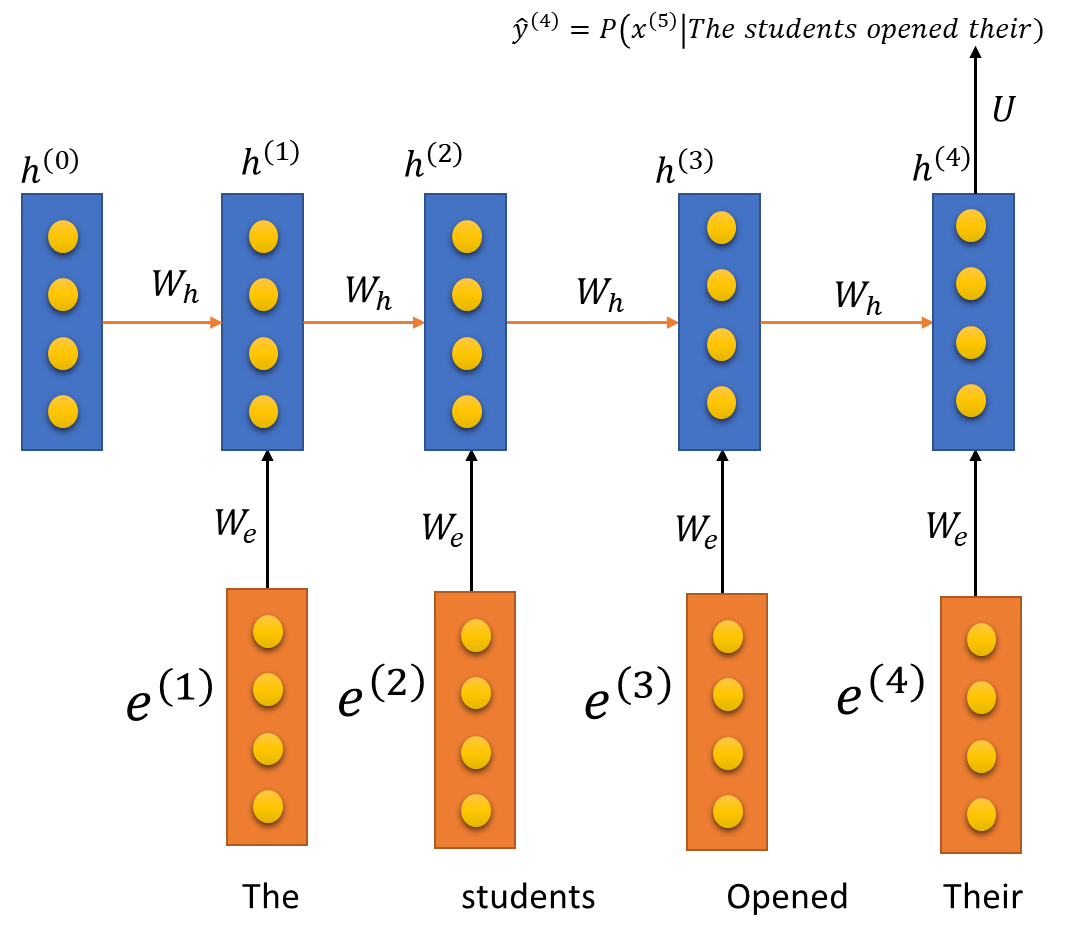 ŷ⁽⁴⁾ = P(x⁽⁵⁾|The students opened their)
U
h⁽⁰⁾ h⁽¹⁾ h⁽²⁾ h⁽³⁾ h⁽⁴⁾
W_h W_h W_h W_h
W_e W_e W_e W_e
e⁽¹⁾ e⁽²⁾ e⁽³⁾ e⁽⁴⁾
The students Opened Their